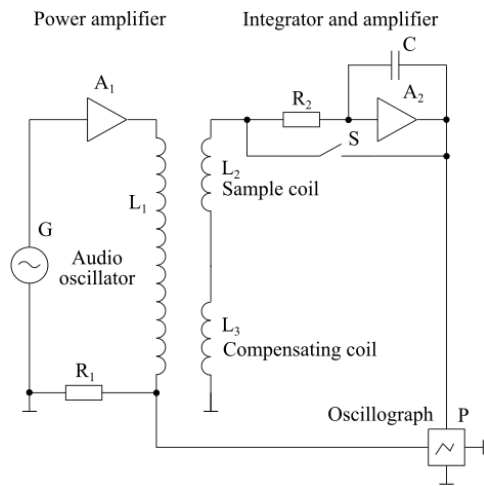 Power amplifier
Integrator and amplifier
C
A₁
R₂
A₂
S
L₁
L₂
Sample coil
G
Audio
oscillator
L₃
Compensating coil
R₁
Oscillograph
P